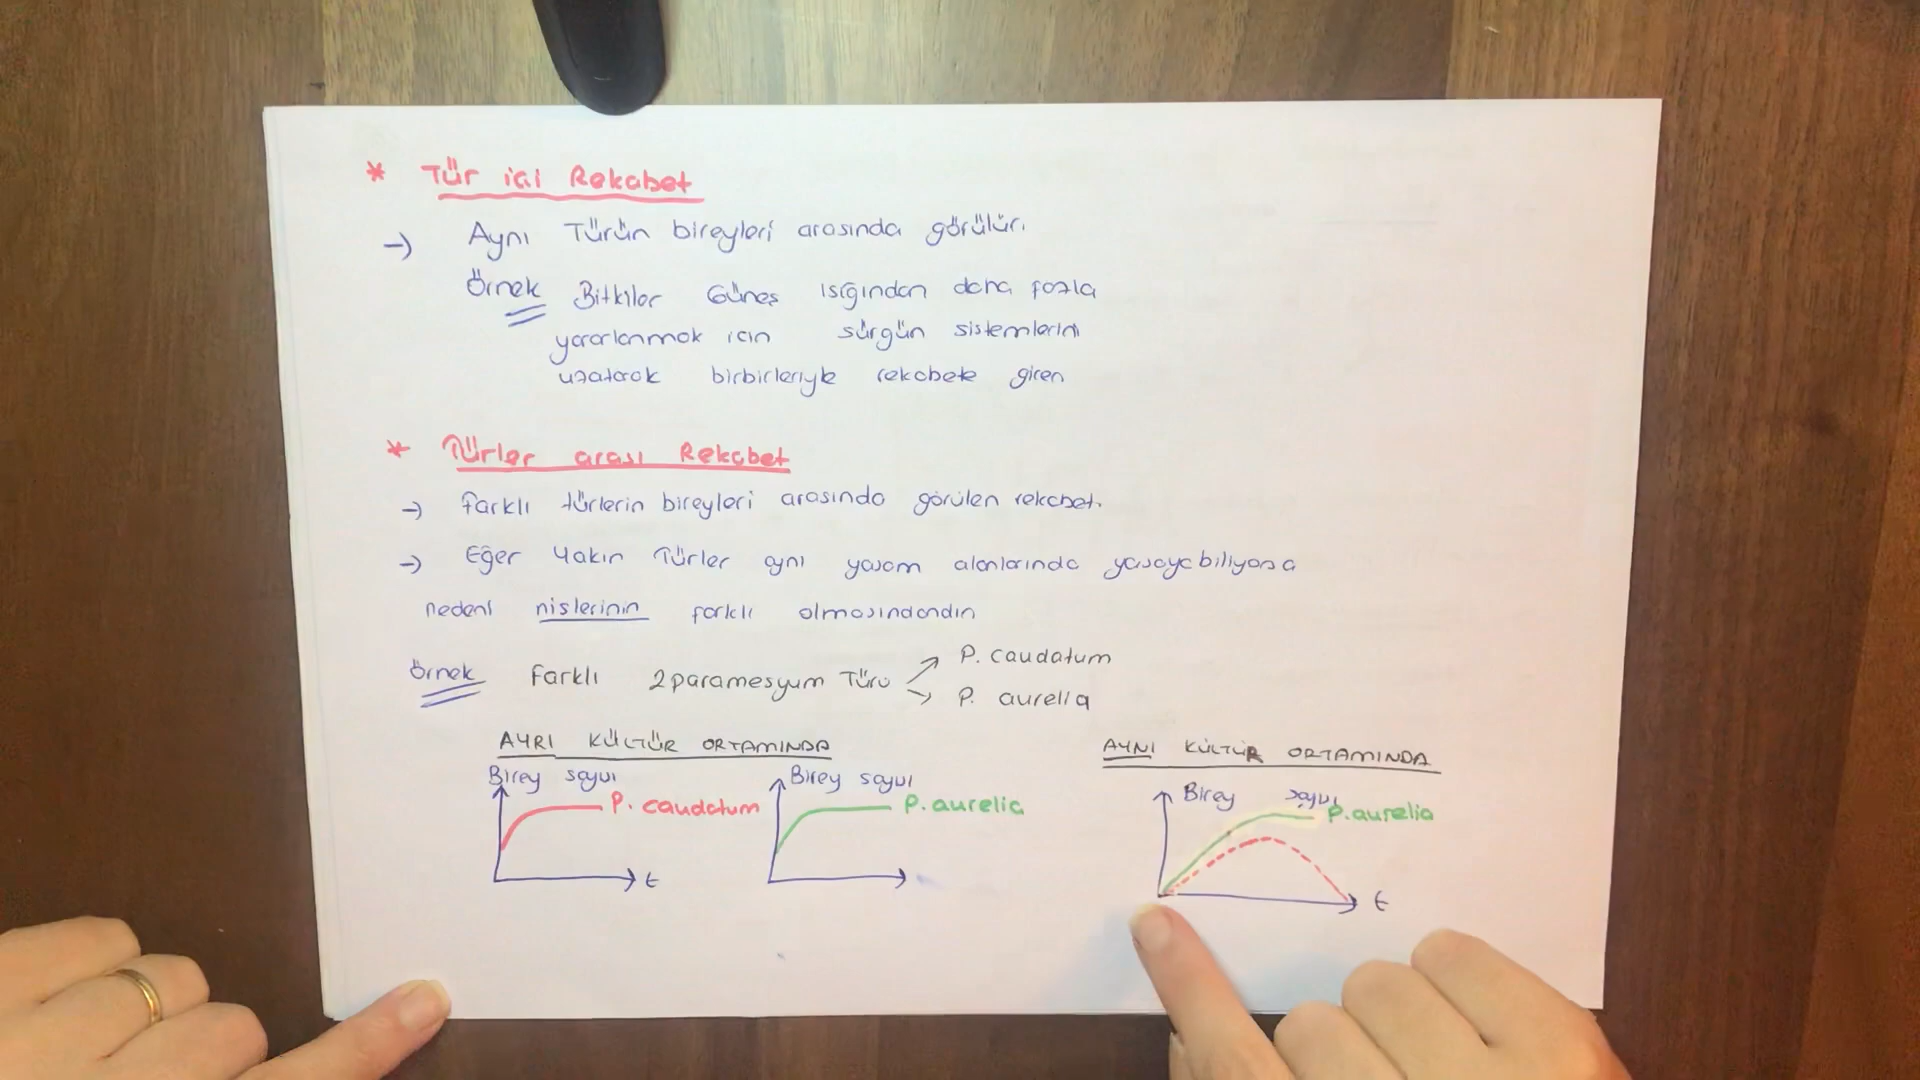 * Tür içi Rekabet
→ Aynı Türün bireyleri arasında görülür.
Örnek Bitkiler Güneş ışığından daha fazla
yararlanmak için sürgün sistemlerini
uzatarak birbirleriyle rekabete giren
* Türler arası Rekabet
→ farklı türlerin bireyleri arasında görülen rekabet.
→ Eğer Yakın Türler aynı yaşam alanlarında yaşayabiliyorsa
nedeni nişlerinin farklı olmasındandır
Örnek Farklı 2 paramesyum Türü → P. caudatum
→ P. aurelia
AYRI KÜLTÜR ORTAMINDA
Birey sayısı
P. caudatum
t
Birey sayısı
P. aurelia
AYNI KÜLTÜR ORTAMINDA
Birey sayısı
P. aurelia
t